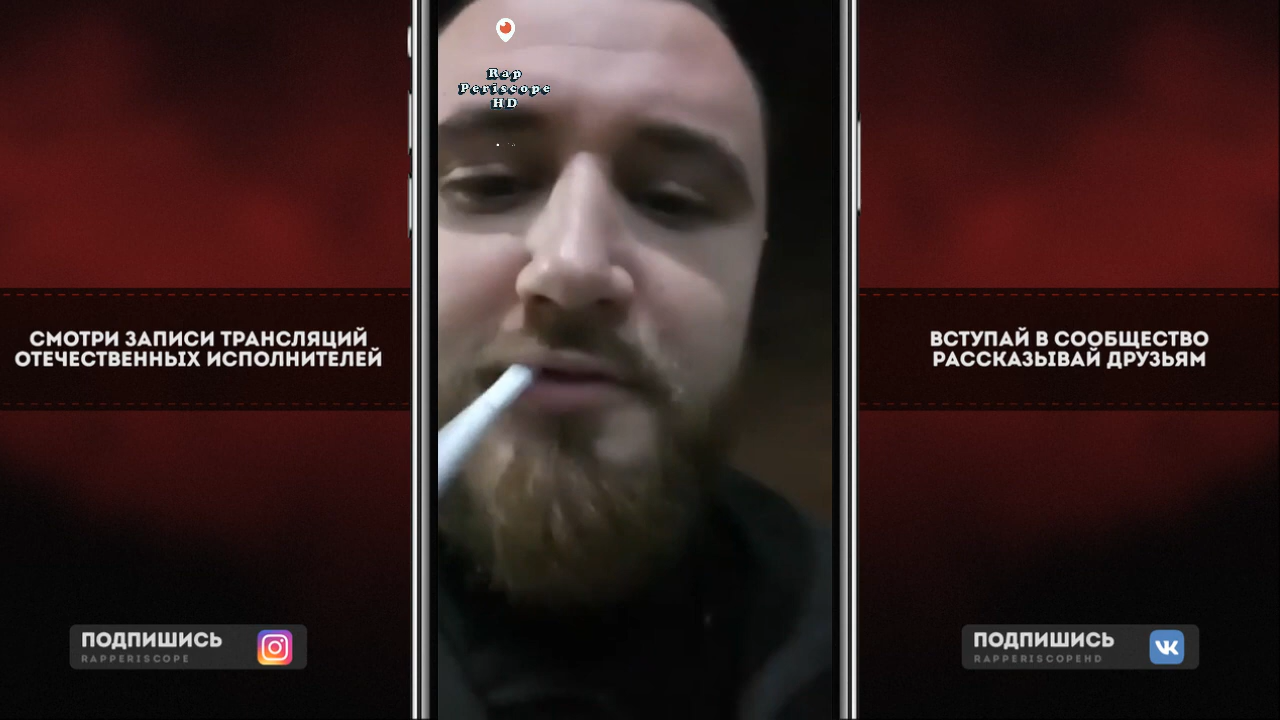 Rap
Periscope
HD
СМОТРИ ЗАПИСИ ТРАНСЛЯЦИЙ
ОТЕЧЕСТВЕННЫХ ИСПОЛНИТЕЛЕЙ
ВСТУПАЙ В СООБЩЕСТВО
РАССКАЗЫВАЙ ДРУЗЬЯМ
ПОДПИШИСЬ
RAPPERISCOPE
ПОДПИШИСЬ
RAPPERISCOPEHD